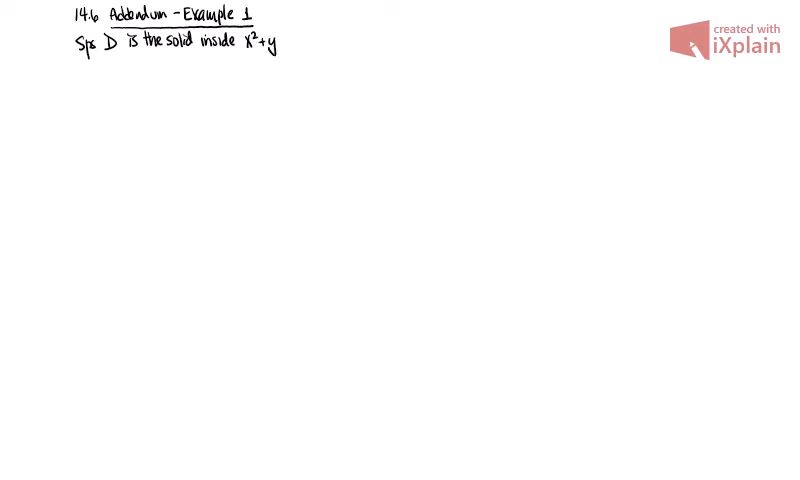 14.6 Addendum - Example 1
Sps D is the solid inside x²+y
created with
iXplain